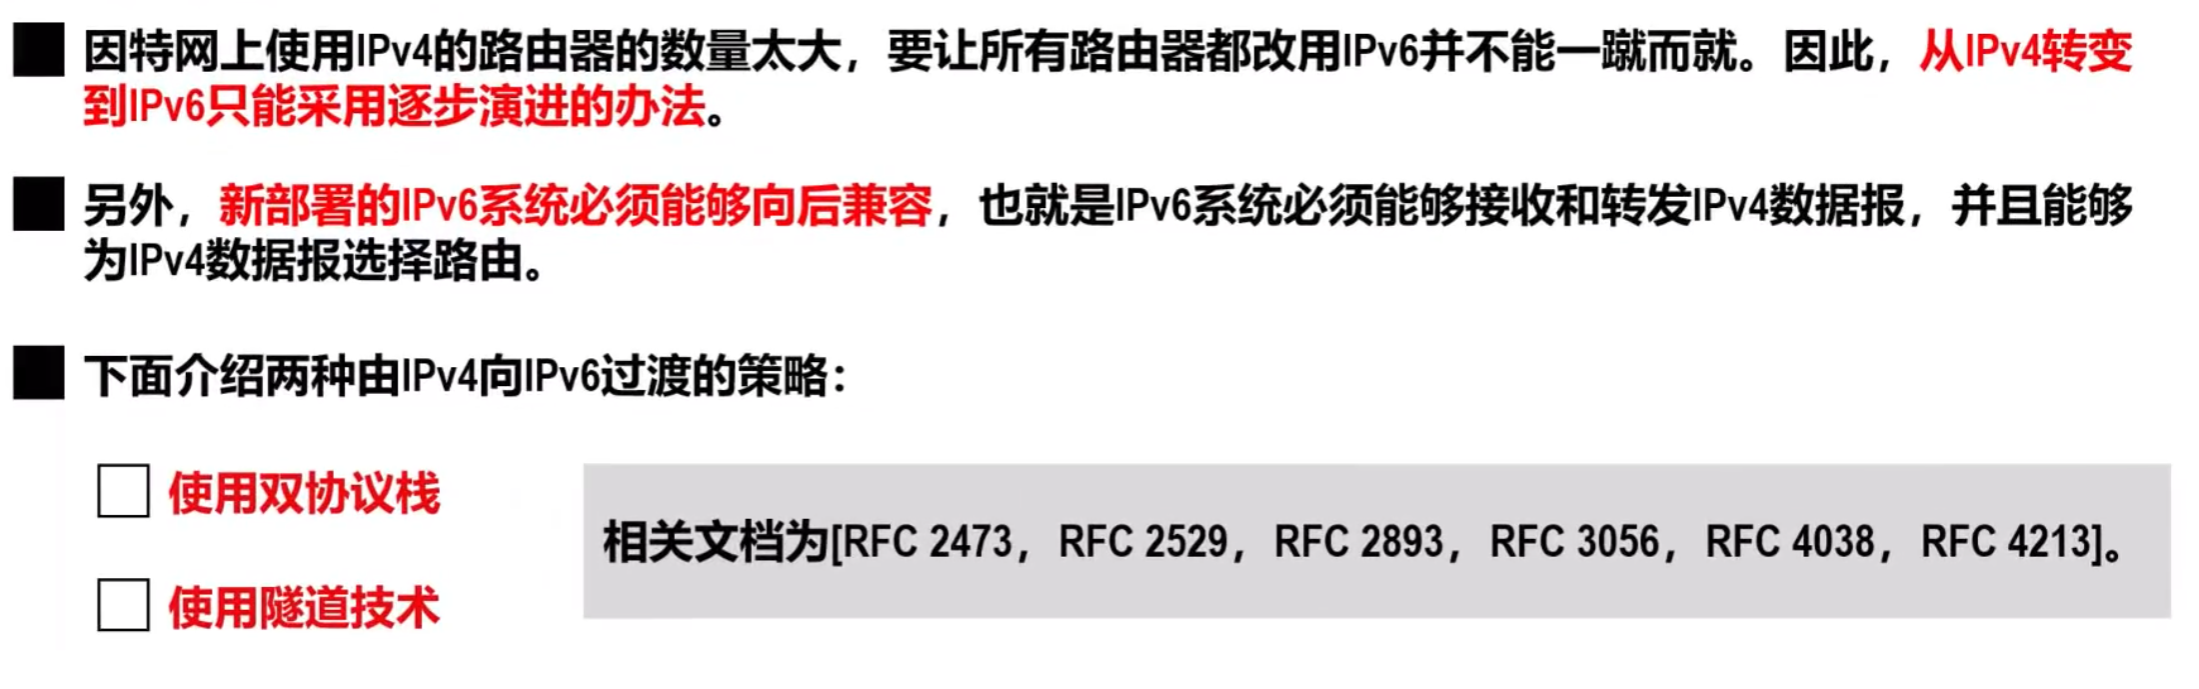 因特网上使用IPv4的路由器的数量太大，要让所有路由器都改用IPv6并不能一蹴而就。因此，从IPv4转变
到IPv6只能采用逐步演进的办法。
另外，新部署的IPv6系统必须能够向后兼容，也就是IPv6系统必须能够接收和转发IPv4数据报，并且能够
为IPv4数据报选择路由。
下面介绍两种由IPv4向IPv6过渡的策略：
使用双协议栈
相关文档为[RFC 2473，RFC 2529，RFC 2893，RFC 3056，RFC 4038，RFC 4213]。
使用隧道技术